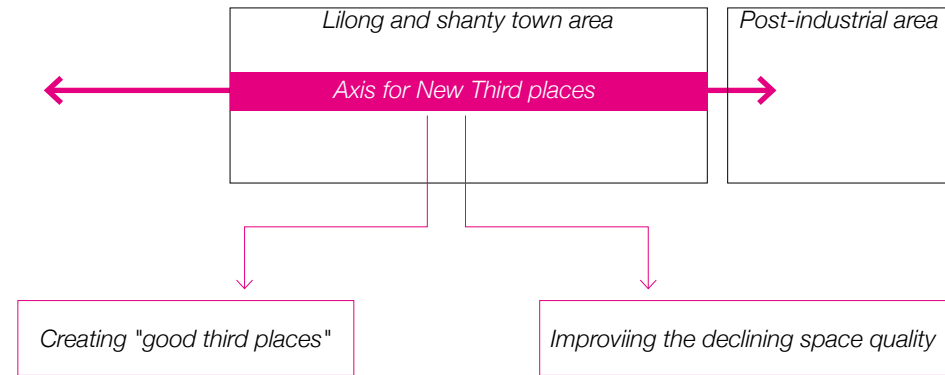 Lilong and shanty town area
Post-industrial area
Axis for New Third places
Creating "good third places"
Improviing the declining space quality